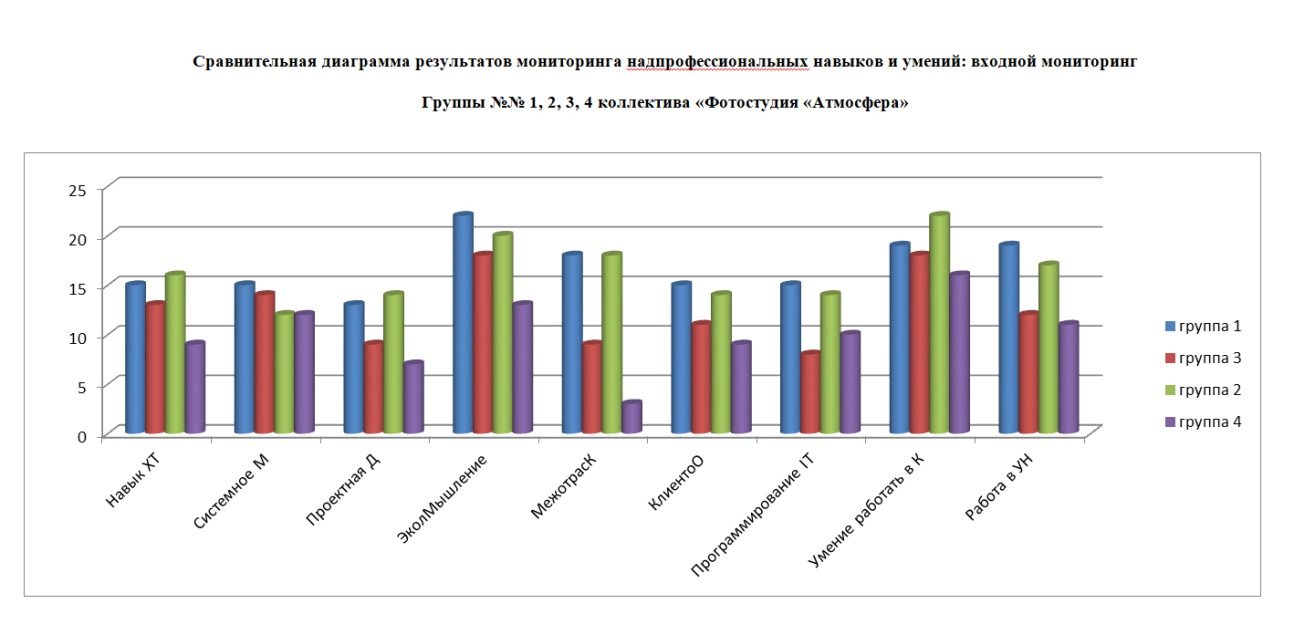 Сравнительная диаграмма результатов мониторинга надпрофессиональных навыков и умений: входной мониторинг
Группы №№ 1, 2, 3, 4 коллектива «Фотостудия «Атмосфера»
25
20
15
10
5
0
Навык ХТ
Системное М
Проектная Д
ЭколМышление
МежотрасК
КлиентоО
Программирование IT
Умение работать в К
Работа в УН
группа 1
группа 3
группа 2
группа 4